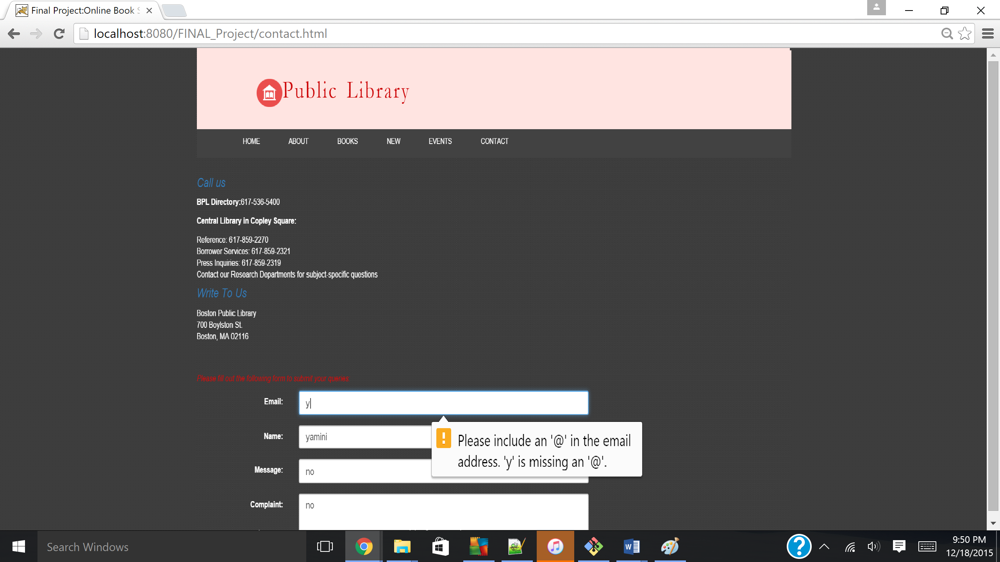 Final Project:Online Book S
localhost:8080/FINAL_Project/contact.html
Public Library
HOME ABOUT BOOKS NEW EVENTS CONTACT
Call us
BPL Directory:617-536-5400
Central Library in Copley Square:
Reference: 617-859-2270
Borrower Services: 617-859-2321
Press Inquiries: 617-859-2319
Contact our Research Departments for subject-specific questions
Write To Us
Boston Public Library
700 Boylston St.
Boston, MA 02116
Please fill out the following form to submit your queries.
Email: y
Please include an '@' in the email
address. 'y' is missing an '@'.
Name: yamini
Message: no
Complaint: no
Search Windows
9:50 PM
12/18/2015